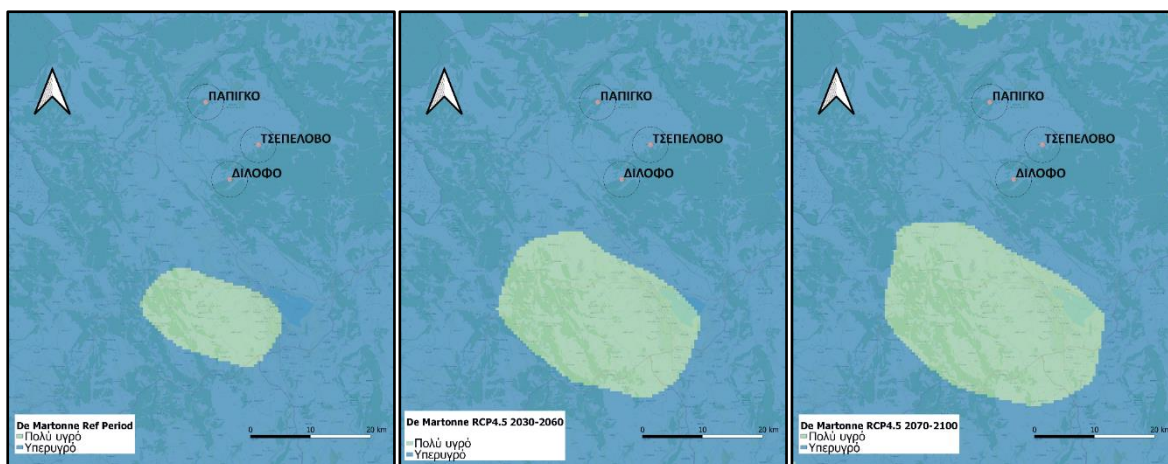 ΠΑΠΙΓΚΟ
ΤΣΕΠΕΛΟΒΟ
ΔΙΛΟΦΟ
De Martonne Ref Period
Πολύ υγρό
Υπερυγρό
0 10 20 km
ΠΑΠΙΓΚΟ
ΤΣΕΠΕΛΟΒΟ
ΔΙΛΟΦΟ
De Martonne RCP4.5 2030-2060
Πολύ υγρό
Υπερυγρό
0 10 20 km
ΠΑΠΙΓΚΟ
ΤΣΕΠΕΛΟΒΟ
ΔΙΛΟΦΟ
De Martonne RCP4.5 2070-2100
Πολύ υγρό
Υπερυγρό
0 10 20 km